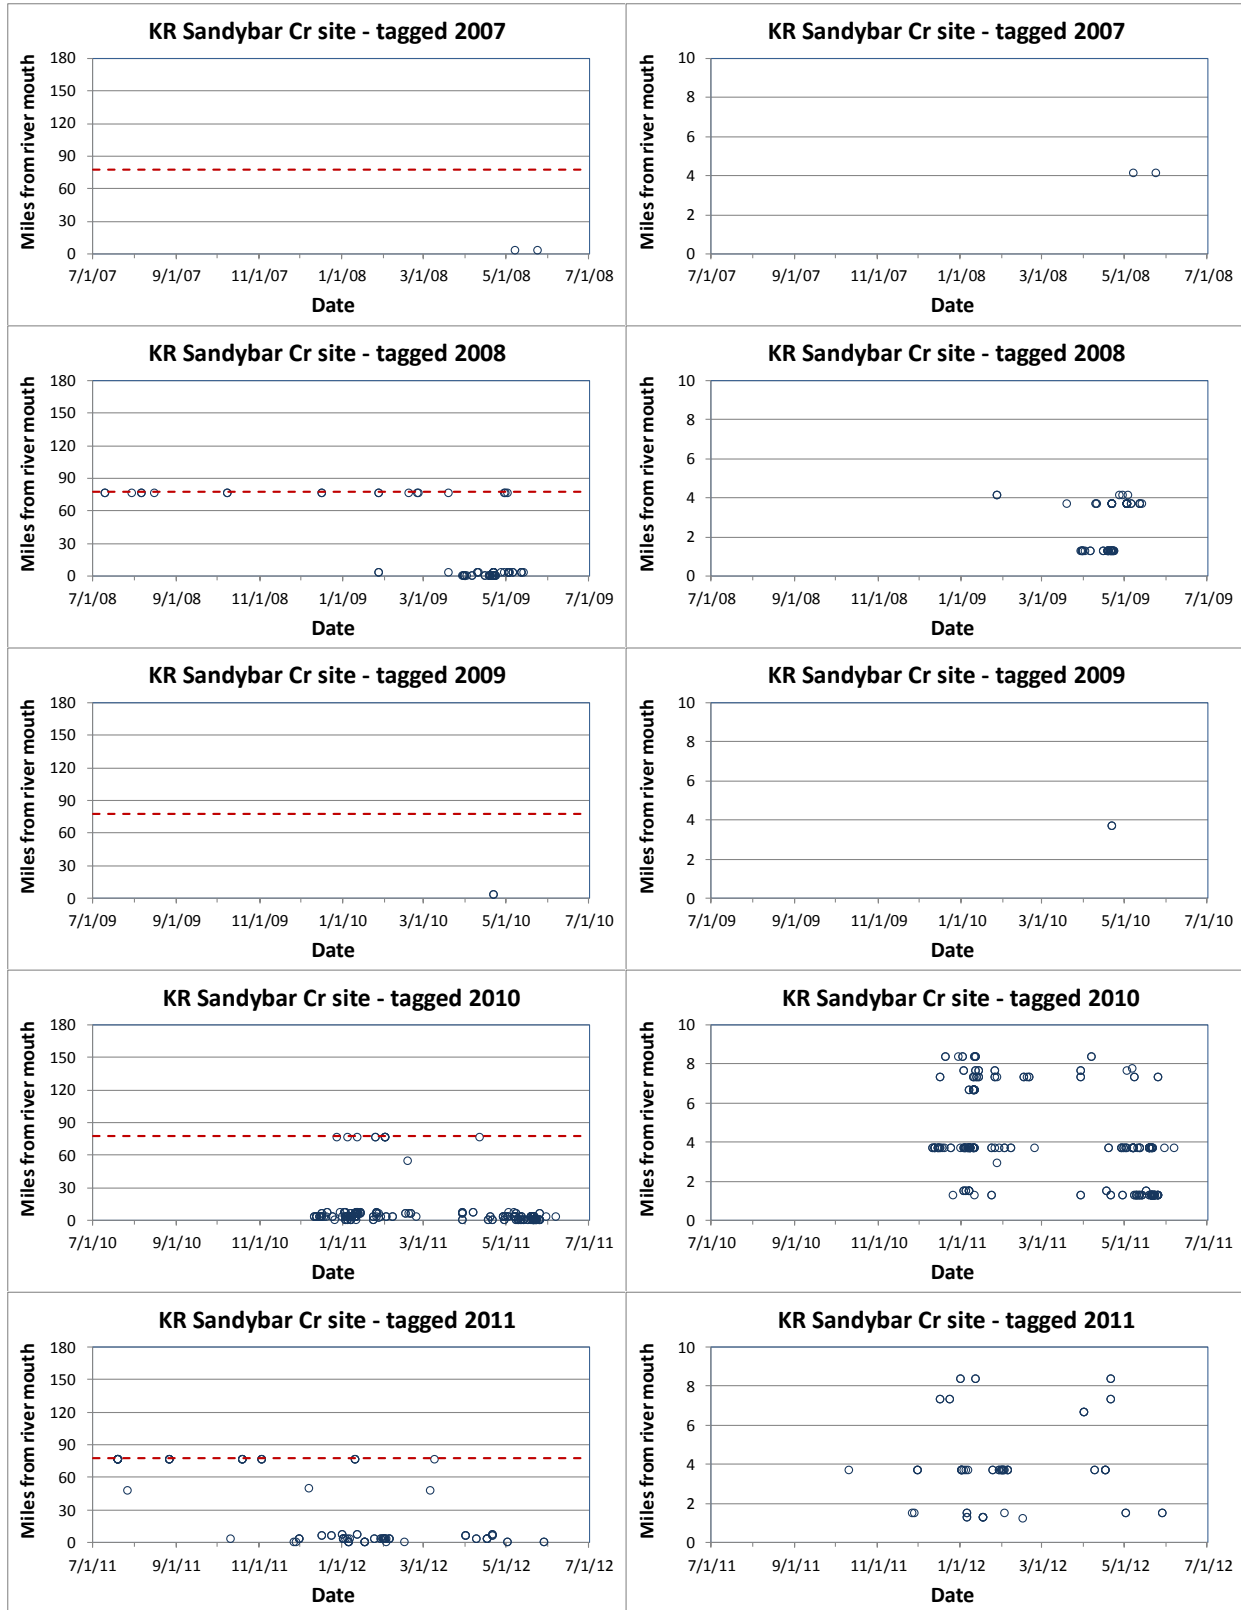 KR Sandybar Cr site - tagged 2007
Miles from river mouth
180
150
120
90
60
30
0
7/1/07 9/1/07 11/1/07 1/1/08 3/1/08 5/1/08 7/1/08
Date
KR Sandybar Cr site - tagged 2007
Miles from river mouth
10
8
6
4
2
0
7/1/07 9/1/07 11/1/07 1/1/08 3/1/08 5/1/08 7/1/08
Date
KR Sandybar Cr site - tagged 2008
Miles from river mouth
180
150
120
90
60
30
0
7/1/08 9/1/08 11/1/08 1/1/09 3/1/09 5/1/09 7/1/09
Date
KR Sandybar Cr site - tagged 2008
Miles from river mouth
10
8
6
4
2
0
7/1/08 9/1/08 11/1/08 1/1/09 3/1/09 5/1/09 7/1/09
Date
KR Sandybar Cr site - tagged 2009
Miles from river mouth
180
150
120
90
60
30
0
7/1/09 9/1/09 11/1/09 1/1/10 3/1/10 5/1/10 7/1/10
Date
KR Sandybar Cr site - tagged 2009
Miles from river mouth
10
8
6
4
2
0
7/1/09 9/1/09 11/1/09 1/1/10 3/1/10 5/1/10 7/1/10
Date
KR Sandybar Cr site - tagged 2010
Miles from river mouth
180
150
120
90
60
30
0
7/1/10 9/1/10 11/1/10 1/1/11 3/1/11 5/1/11 7/1/11
Date
KR Sandybar Cr site - tagged 2010
Miles from river mouth
10
8
6
4
2
0
7/1/10 9/1/10 11/1/10 1/1/11 3/1/11 5/1/11 7/1/11
Date
KR Sandybar Cr site - tagged 2011
Miles from river mouth
180
150
120
90
60
30
0
7/1/11 9/1/11 11/1/11 1/1/12 3/1/12 5/1/12 7/1/12
Date
KR Sandybar Cr site - tagged 2011
Miles from river mouth
10
8
6
4
2
0
7/1/11 9/1/11 11/1/11 1/1/12 3/1/12 5/1/12 7/1/12
Date